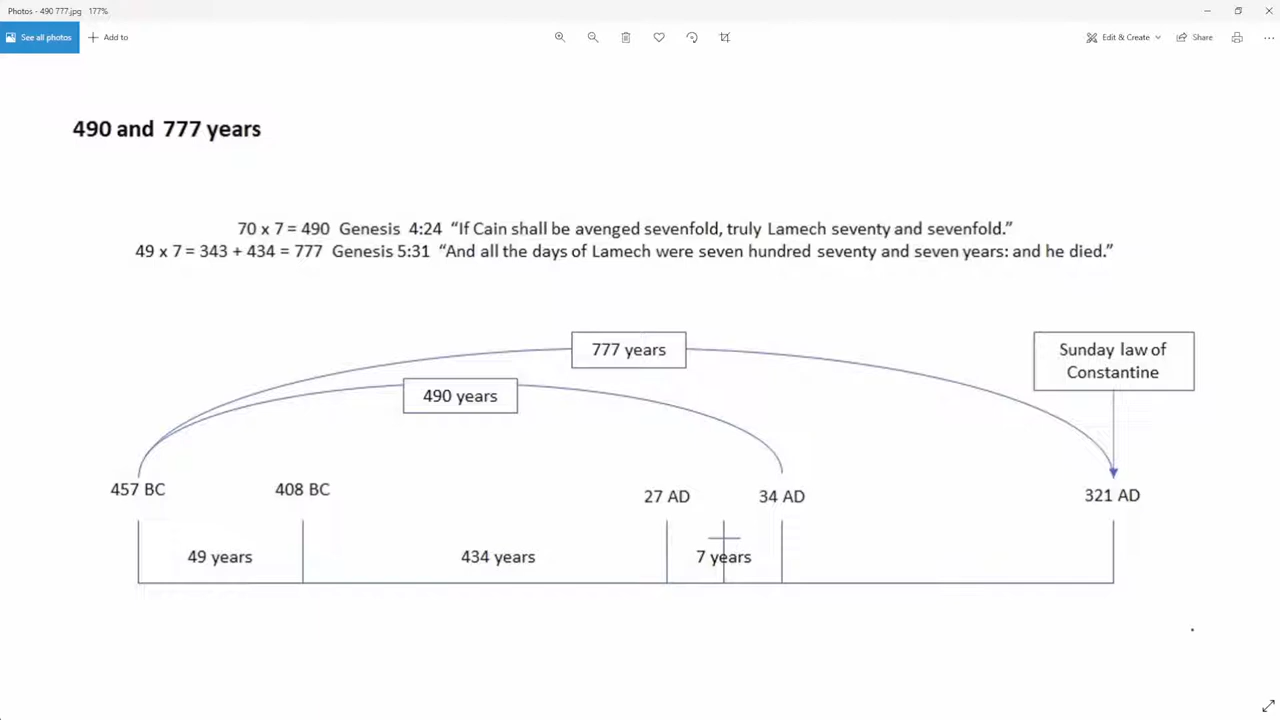 Photos - 490 777.jpg 177%
See all photos
Add to
Edit & Create
Share
490 and 777 years
70 x 7 = 490 Genesis 4:24 “If Cain shall be avenged sevenfold, truly Lamech seventy and sevenfold.”
49 x 7 = 343 + 434 = 777 Genesis 5:31 “And all the days of Lamech were seven hundred seventy and seven years: and he died.”
777 years
Sunday law of
Constantine
490 years
457 BC
408 BC
27 AD
34 AD
321 AD
49 years
434 years
7 years